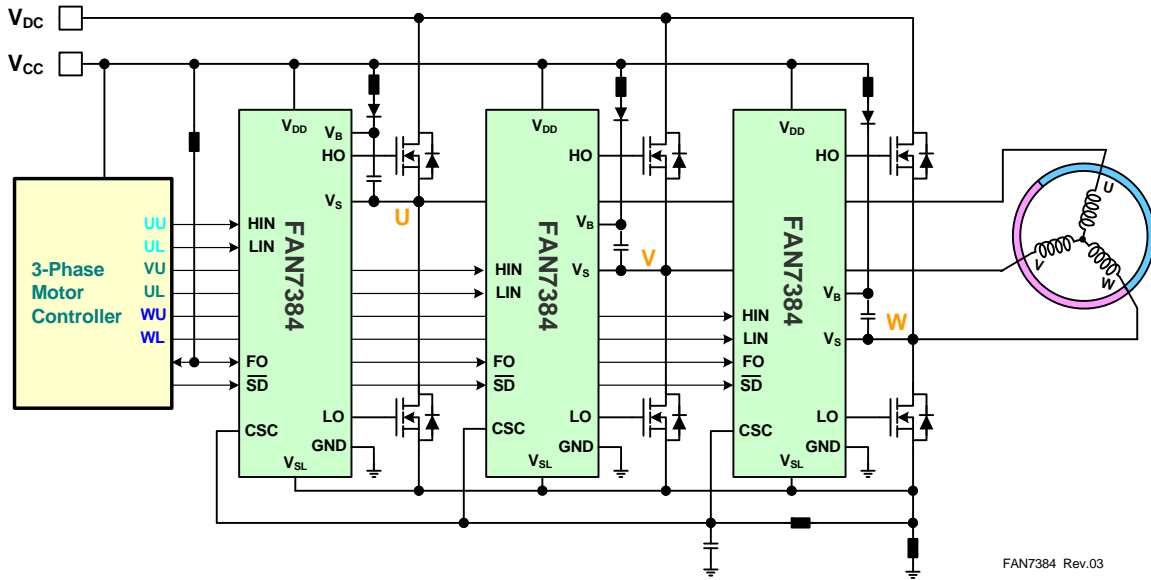 VDC
VCC
3-Phase
Motor
Controller
UU
UL
VU
UL
WU
WL
FAN7384
VDD
VB
HO
VS
HIN
LIN
FO
SD
CSC
LO
GND
VSL
U
FAN7384
VDD
HO
VB
VS
HIN
LIN
FO
SD
CSC
LO
GND
VSL
V
FAN7384
VDD
HO
VB
VS
HIN
LIN
FO
SD
CSC
LO
GND
VSL
W
U
V
W
FAN7384 Rev.03